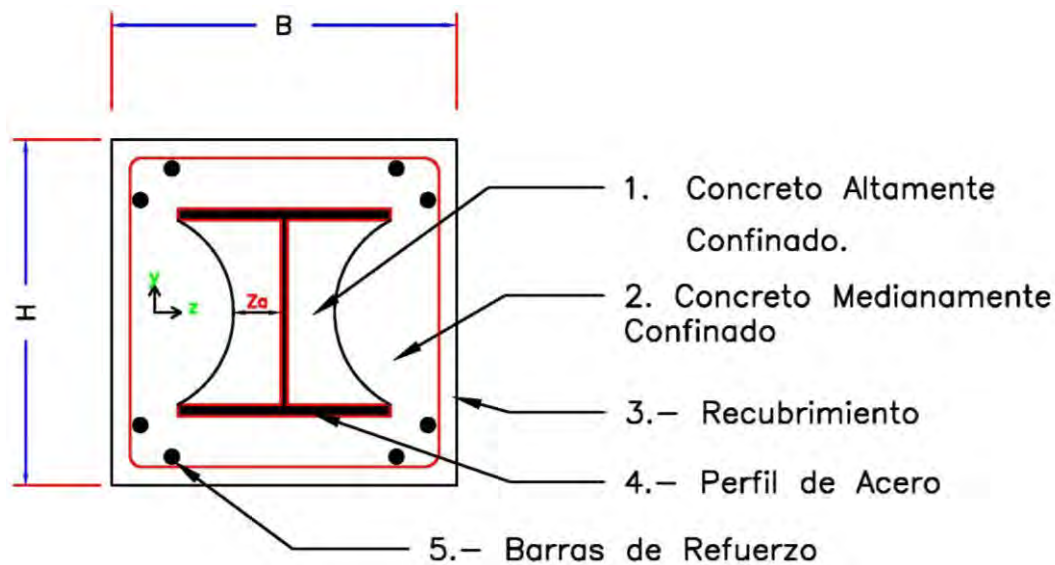 B
H
y
z
Za
1. Concreto Altamente
Confinado.
2. Concreto Medianamente
Confinado
3.- Recubrimiento
4.- Perfil de Acero
5.- Barras de Refuerzo